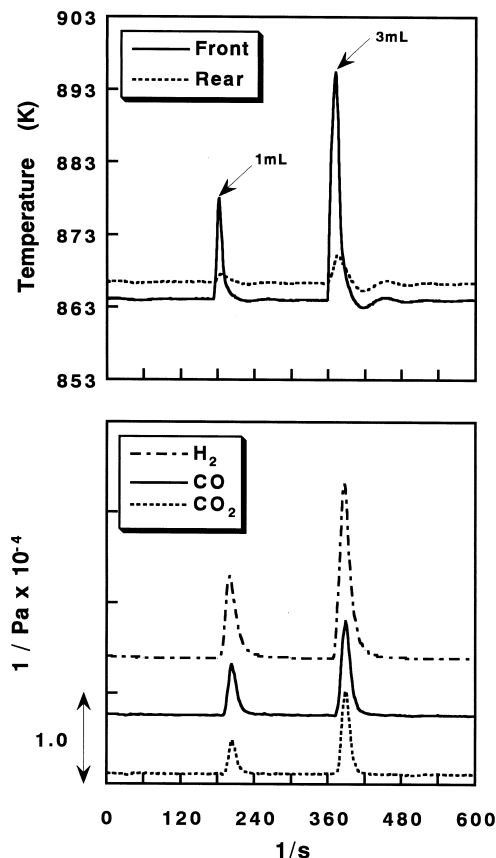 903
Front
Rear
3mL
893
883
1mL
873
863
853
Temperature (K)
H2
CO
CO2
1 / Pa x 10-4
1.0
0 120 240 360 480 600
1/s